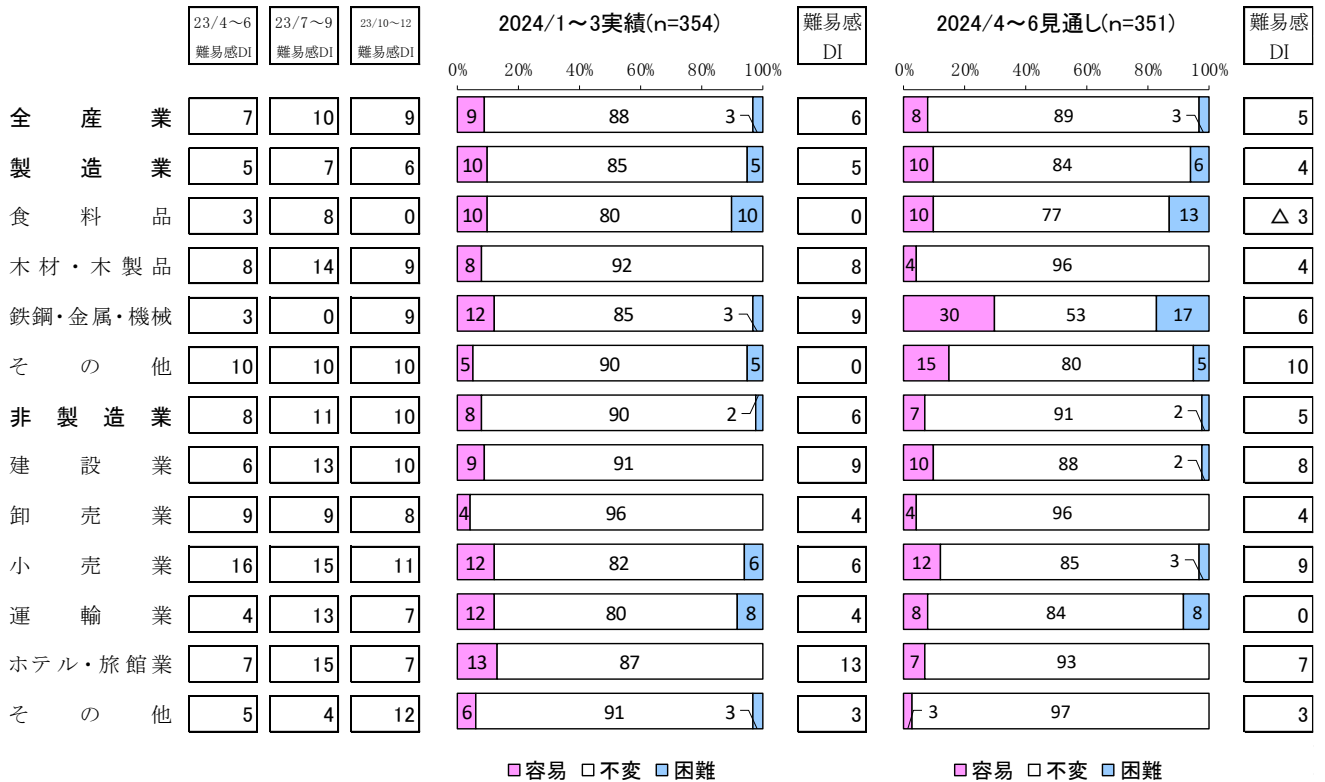 23/4～6 難易感DI 23/7～9 難易感DI 23/10～12 難易感DI 2024/1～3実績(n=354) 難易感 DI 2024/4～6見通し(n=351) 難易感 DI
0% 20% 40% 60% 80% 100% 0% 20% 40% 60% 80% 100%
全産業 7 10 9 9 88 3 6 8 89 3 5
製造業 5 7 6 10 85 5 5 10 84 6 4
食料品 3 8 0 10 80 10 0 10 77 13 △ 3
木材・木製品 8 14 9 8 92 8 4 96 4
鉄鋼・金属・機械 3 0 9 12 85 3 9 30 53 17 6
その他 10 10 10 5 90 5 0 15 80 5 10
非製造業 8 11 10 8 90 2 6 7 91 2 5
建設業 6 13 10 9 91 9 10 88 2 8
卸売業 9 9 8 4 96 4 4 96 4
小売業 16 15 11 12 82 6 6 12 85 3 9
運輸業 4 13 7 12 80 8 4 8 84 8 0
ホテル・旅館業 7 15 7 13 87 13 7 93 7
その他 5 4 12 6 91 3 3 3 97 3
容易 不変 困難 容易 不変 困難